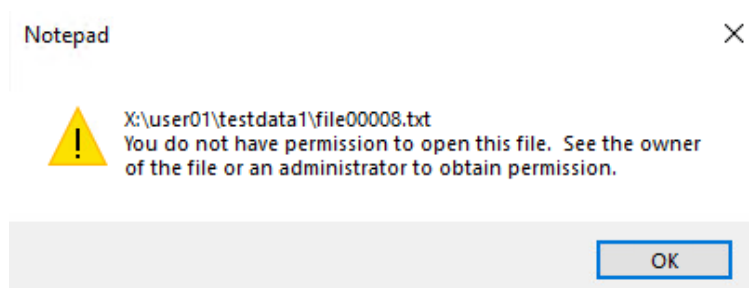 Notepad
X:\user01\testdata1\file00008.txt
You do not have permission to open this file.  See the owner
of the file or an administrator to obtain permission.
OK